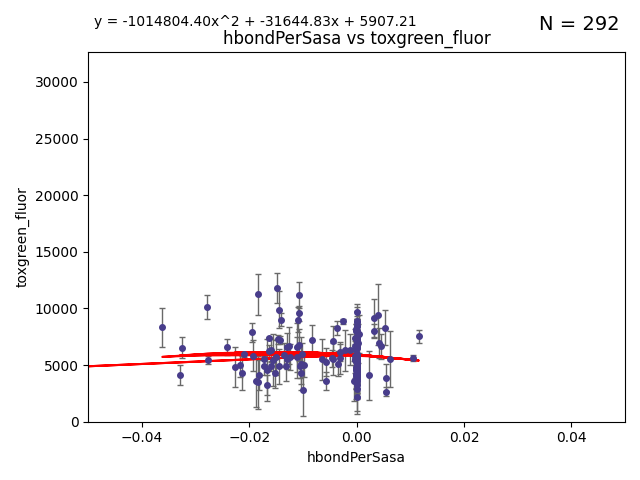 y = -1014804.40x^2 + -31644.83x + 5907.21
N = 292
hbondPerSasa vs toxgreen_fluor
30000
25000
20000
15000
10000
5000
0
toxgreen_fluor
−0.04
−0.02
0.00
0.02
0.04
hbondPerSasa